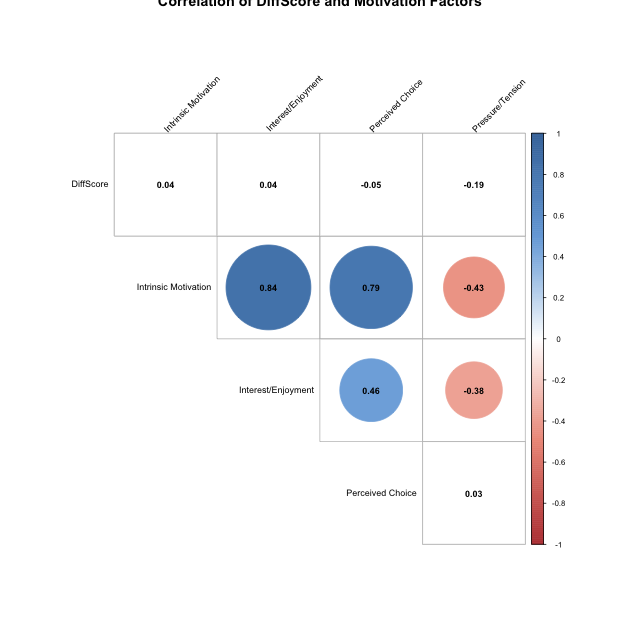 Correlation of DiffScore and Motivation Factors
Intrinsic Motivation
Interest/Enjoyment
Perceived Choice
Pressure/Tension
DiffScore 0.04 0.04 -0.05 -0.19
Intrinsic Motivation 0.84 0.79 -0.43
Interest/Enjoyment 0.46 -0.38
Perceived Choice 0.03
1
0.8
0.6
0.4
0.2
0
-0.2
-0.4
-0.6
-0.8
-1